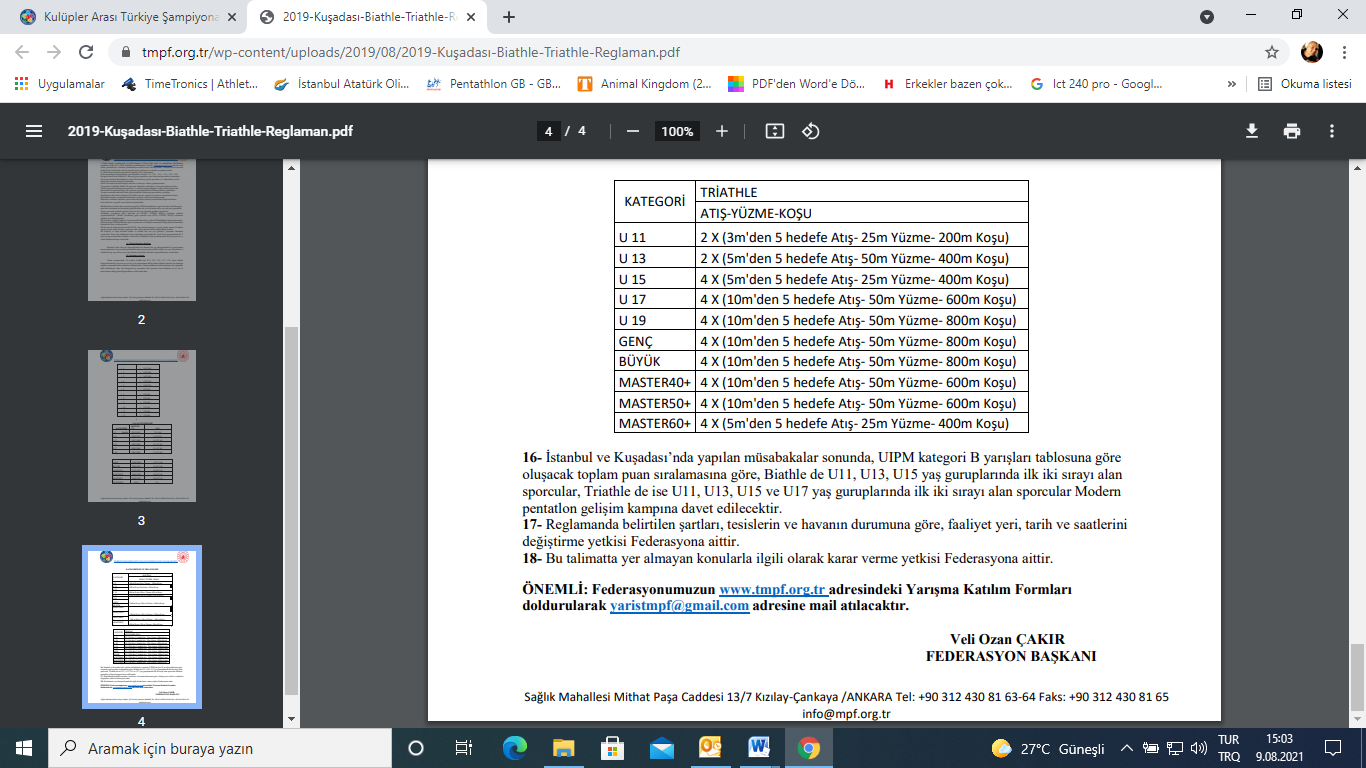 Kulüpler Arası Türkiye Şampiyona
2019-Kuşadası-Biathle-Triathle-R
tmpf.org.tr/wp-content/uploads/2019/08/2019-Kuşadası-Biathle-Triathle-Reglaman.pdf
Uygulamalar
TimeTronics | Athlet...
İstanbul Atatürk Oli...
Pentathlon GB - GB...
Animal Kingdom (2...
PDF'den Word'e Dö...
Erkekler bazen çok...
lct 240 pro - Googl...
»
Okuma listesi
2019-Kuşadası-Biathle-Triathle-Reglaman.pdf
4 / 4
100%
2
3
4
KATEGORİ
TRİATHLE
ATIŞ-YÜZME-KOŞU
U 11 2 X (3m'den 5 hedefe Atış- 25m Yüzme- 200m Koşu)
U 13 2 X (5m'den 5 hedefe Atış- 50m Yüzme- 400m Koşu)
U 15 4 X (5m'den 5 hedefe Atış- 25m Yüzme- 400m Koşu)
U 17 4 X (10m'den 5 hedefe Atış- 50m Yüzme- 600m Koşu)
U 19 4 X (10m'den 5 hedefe Atış- 50m Yüzme- 800m Koşu)
GENÇ 4 X (10m'den 5 hedefe Atış- 50m Yüzme- 800m Koşu)
BÜYÜK 4 X (10m'den 5 hedefe Atış- 50m Yüzme- 800m Koşu)
MASTER40+ 4 X (10m'den 5 hedefe Atış- 50m Yüzme- 600m Koşu)
MASTER50+ 4 X (10m'den 5 hedefe Atış- 50m Yüzme- 600m Koşu)
MASTER60+ 4 X (5m'den 5 hedefe Atış- 25m Yüzme- 400m Koşu)
16- İstanbul ve Kuşadası'nda yapılan müsabakalar sonunda, UIPM kategori B yarışları tablosuna göre
oluşacak toplam puan sıralamasına göre, Biathle de U11, U13, U15 yaş guruplarında ilk iki sırayı alan
sporcular, Triathle de ise U11, U13, U15 ve U17 yaş guruplarında ilk iki sırayı alan sporcular Modern
pentatlon gelişim kampına davet edilecektir.
17- Reglamanda belirtilen şartları, tesislerin ve havanın durumuna göre, faaliyet yeri, tarih ve saatlerini
değiştirme yetkisi Federasyona aittir.
18- Bu talimatta yer almayan konularla ilgili olarak karar verme yetkisi Federasyona aittir.
ÖNEMLİ: Federasyonumuzun www.tmpf.org.tr adresindeki Yarışma Katılım Formları
doldurularak yaristmpf@gmail.com adresine mail atılacaktır.
Veli Ozan ÇAKIR
FEDERASYON BAŞKANI
Sağlık Mahallesi Mithat Paşa Caddesi 13/7 Kızılay-Çankaya /ANKARA Tel: +90 312 430 81 63-64 Faks: +90 312 430 81 65
info@mpf.org.tr
Aramak için buraya yazın
27°C Güneşli
TUR
TRQ
15:03
9.08.2021